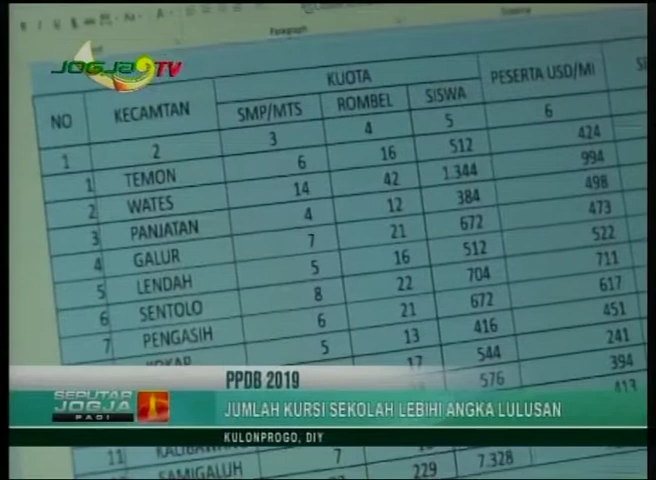 Paragraph
JOGJA TV
NO KECAMTAN KUOTA PESERTA USD/MI
SMP/MTS ROMBEL SISWA
1 2 3 4 5 6
1 TEMON 6 16 512 424
2 WATES 14 42 1.344 994
3 PANJATAN 4 12 384 498
4 GALUR 7 21 672 473
5 LENDAH 5 16 512 522
6 SENTOLO 8 22 704 711
7 PENGASIH 6 21 672 617
KOKAP 5 13 416 451
17 544 241
576 394
413
PPDB 2019
SEPUTAR
JOGJA
PAGI
JUMLAH KURSI SEKOLAH LEBIHI ANGKA LULUSAN
KULONPROGO, DIY
11 KALIBAWANG 7
SAMIGALUH 229 7.328